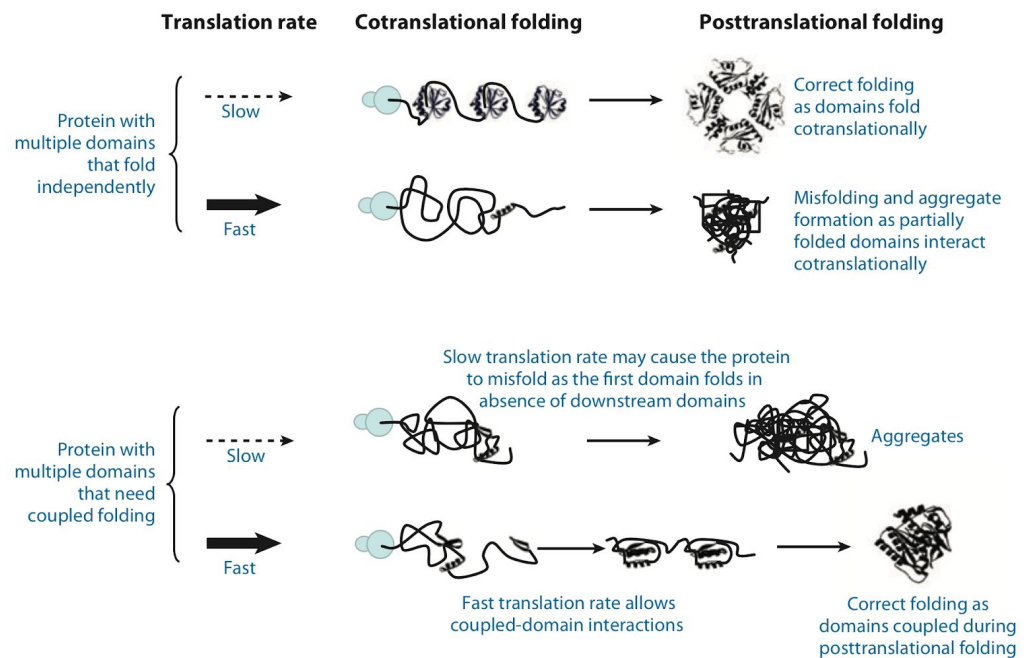 Translation rate
Cotranslational folding
Posttranslational folding
Protein with
multiple domains
that fold
independently
Slow
Correct folding
as domains fold
cotranslationally
Fast
Misfolding and aggregate
formation as partially
folded domains interact
cotranslationally
Slow translation rate may cause the protein
to misfold as the first domain folds in
absence of downstream domains
Protein with
multiple domains
that need
coupled folding
Slow
Aggregates
Fast
Fast translation rate allows
coupled-domain interactions
Correct folding as
domains coupled during
posttranslational folding